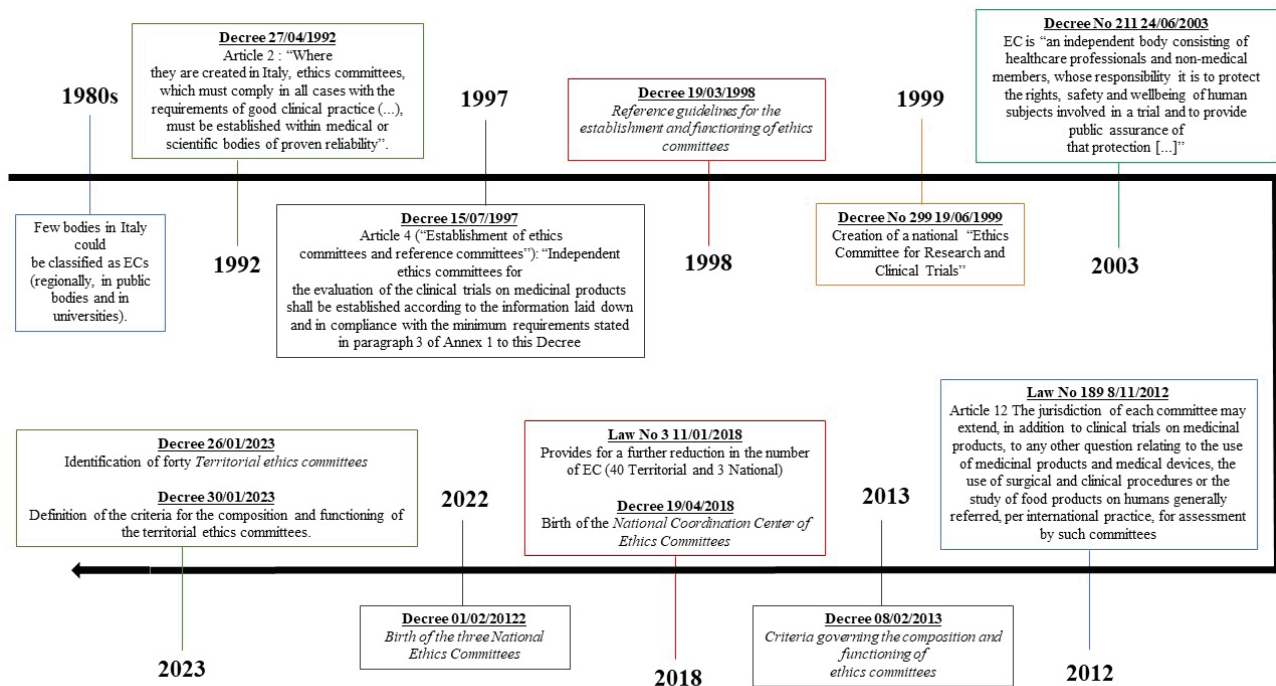 1980s
Few bodies in Italy
could
be classified as ECs
(regionally, in public
bodies and in
universities).
Decree 27/04/1992
Article 2 : “Where
they are created in Italy, ethics committees,
which must comply in all cases with the
requirements of good clinical practice (...),
must be established within medical or
scientific bodies of proven reliability”.
1992
1997
Decree 15/07/1997
Article 4 (“Establishment of ethics
committees and reference committees”): “Independent
ethics committees for
the evaluation of the clinical trials on medicinal products
shall be established according to the information laid down
and in compliance with the minimum requirements stated
in paragraph 3 of Annex 1 to this Decree
Decree 19/03/1998
Reference guidelines for the
establishment and functioning of ethics
committees
1998
1999
Decree No 299 19/06/1999
Creation of a national “Ethics
Committee for Research and
Clinical Trials”
Decree No 211 24/06/2003
EC is “an independent body consisting of
healthcare professionals and non-medical
members, whose responsibility it is to protect
the rights, safety and wellbeing of human
subjects involved in a trial and to provide
public assurance of
that protection [...]”
2003
Law No 189 8/11/2012
Article 12 The jurisdiction of each committee may
extend, in addition to clinical trials on medicinal
products, to any other question relating to the use
of medicinal products and medical devices, the
use of surgical and clinical procedures or the
study of food products on humans generally
referred, per international practice, for assessment
by such committees
2012
2013
Decree 08/02/2013
Criteria governing the composition and
functioning of
ethics committees
Law No 3 11/01/2018
Provides for a further reduction in the number
of EC (40 Territorial and 3 National)
Decree 19/04/2018
Birth of the National Coordination Center of
Ethics Committees
2018
2022
Decree 01/02/20122
Birth of the three National
Ethics Committees
Decree 26/01/2023
Identification of forty Territorial ethics committees
Decree 30/01/2023
Definition of the criteria for the composition and functioning of
the territorial ethics committees.
2023